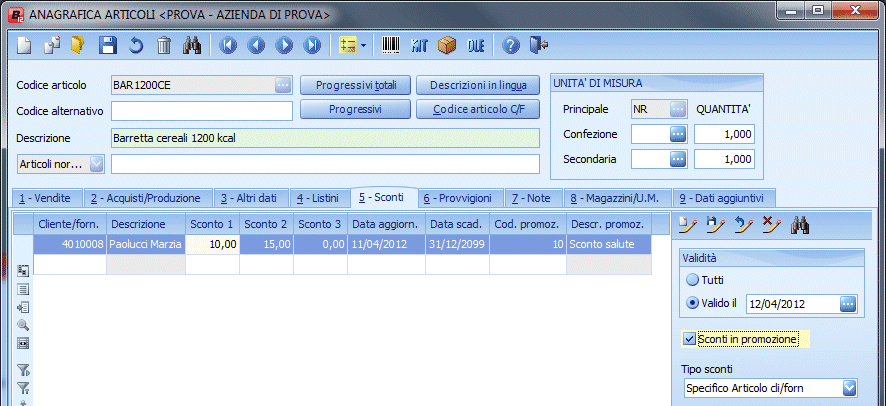 ANAGRAFICA ARTICOLI <PROVA - AZIENDA DI PROVA>
KIT OLE
Codice articolo BAR1200CE Progressivi totali Descrizioni in lingua
Codice alternativo Progressivi Codice articolo C/F
Descrizione Barretta cereali 1200 kcal
Articoli nor...
UNITA' DI MISURA
Principale NR QUANTITA'
Confezione 1,000
Secondaria 1,000
1 - Vendite 2 - Acquisti/Produzione 3 - Altri dati 4 - Listini 5 - Sconti 6 - Provvigioni 7 - Note 8 - Magazzini/U.M. 9 - Dati aggiuntivi
Cliente/forn. Descrizione Sconto 1 Sconto 2 Sconto 3 Data aggiorn. Data scad. Cod. promoz. Descr. promoz.
4010008 Paolucci Marzia 10,00 15,00 0,00 11/04/2012 31/12/2099 10 Sconto salute
Validità
Tutti
Valido il 12/04/2012
Sconti in promozione
Tipo sconti
Specifico Articolo cli/forn